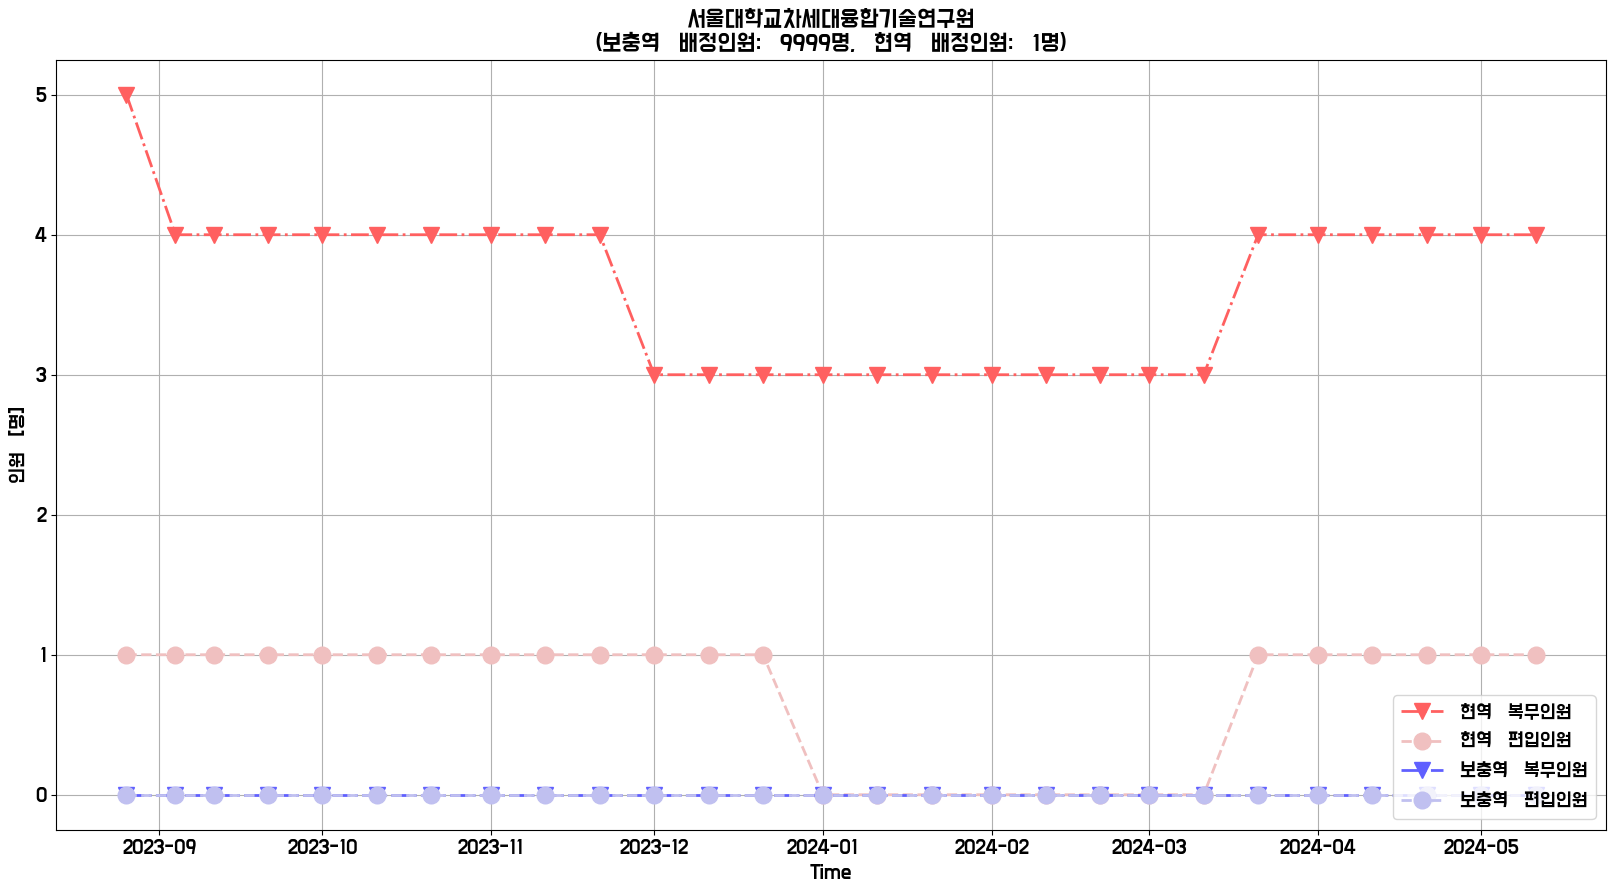 서울대학교차세대융합기술연구원
(보충역 배정인원: 9999명, 현역 배정인원: 1명)
인원 [명]
5
4
3
2
1
0
현역 복무인원
현역 편입인원
보충역 복무인원
보충역 편입인원
2023-09 2023-10 2023-11 2023-12 2024-01 2024-02 2024-03 2024-04 2024-05
Time